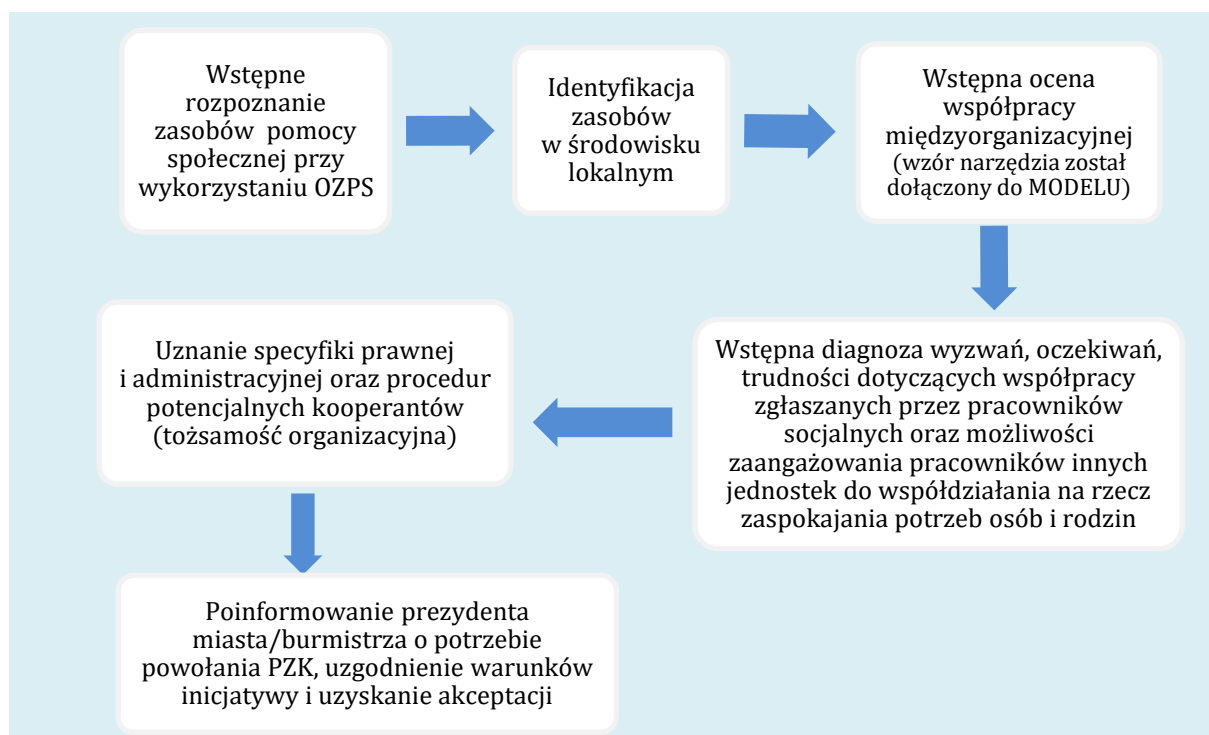 Wstępne
rozpoznanie
zasobów pomocy
społecznej przy
wykorzystaniu OZPS
Identyfikacja
zasobów
w środowisku
lokalnym
Wstępna ocena
współpracy
międzyorganizacyjnej
(wzór narzędzia został
dołączony do MODELU)
Wstępna diagnoza wyzwań, oczekiwań,
trudności dotyczących współpracy
zgłaszanych przez pracowników
socjalnych oraz możliwości
zaangażowania pracowników innych
jednostek do współdziałania na rzecz
zaspokajania potrzeb osób i rodzin
Uznanie specyfiki prawnej
i administracyjnej oraz procedur
potencjalnych kooperantów
(tożsamość organizacyjna)
Poinformowanie prezydenta
miasta/burmistrza o potrzebie
powołania PZK, uzgodnienie warunków
inicjatywy i uzyskanie akceptacji